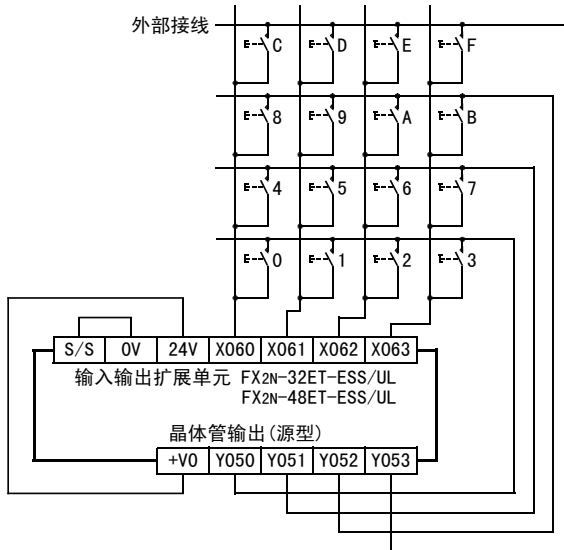 外部接线
C D E F
8 9 A B
4 5 6 7
0 1 2 3
S/S 0V 24V X060 X061 X062 X063
输入输出扩展单元 FX2N-32ET-ESS/UL
FX2N-48ET-ESS/UL
晶体管输出(源型)
+V0 Y050 Y051 Y052 Y053